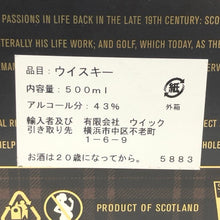 PASSIONS IN LIFE BACK IN THE LATE 19TH CENTURY: SCO
ITERALLY HIS LIFE WORK; AND GOLF, WHICH TODAY, AS
品目：ウイスキー
内容量：500ml
アルコール分：43％
紙
外箱
輸入者及び 有限会社 ウイック
引き取り先 横浜市中区不老町
1-6-9
お酒は20歳になってから。 5883
PRODUCT OF SCOTLAND